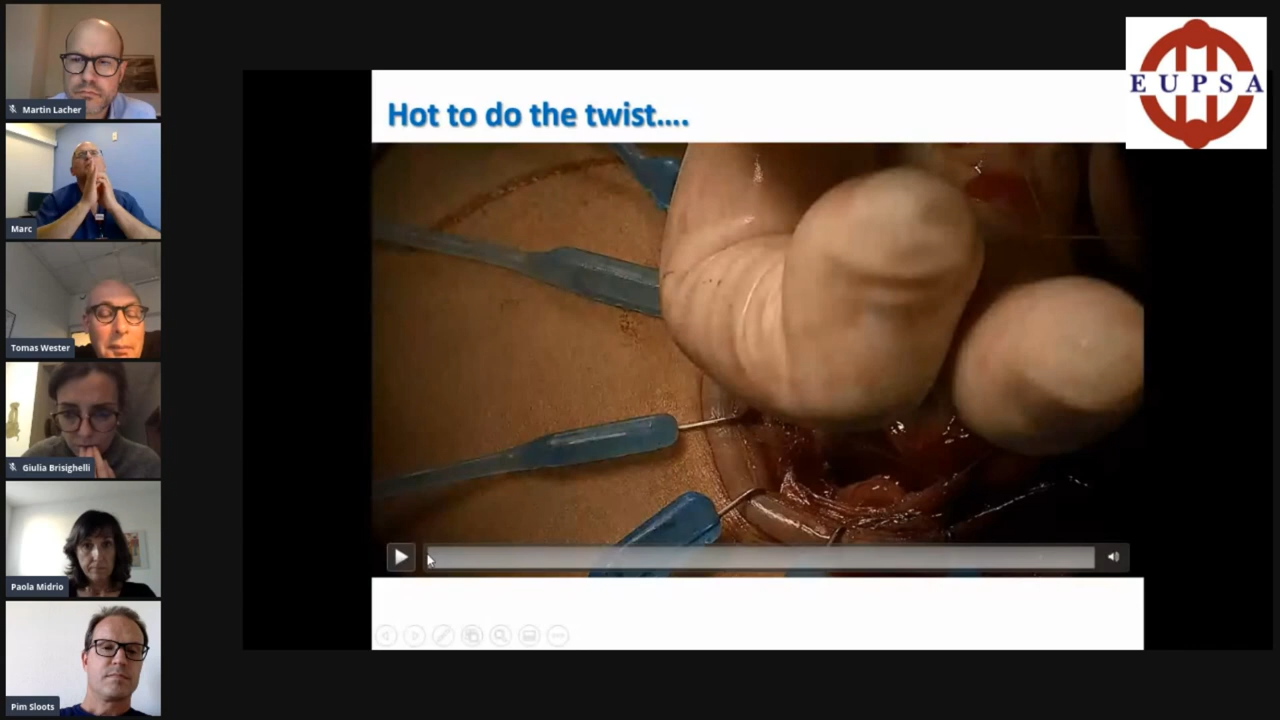 Martin Lacher
Marc
Tomas Wester
Giulia Brisighelli
Paola Midrio
Pim Sloots
Hot to do the twist....
EUPSA